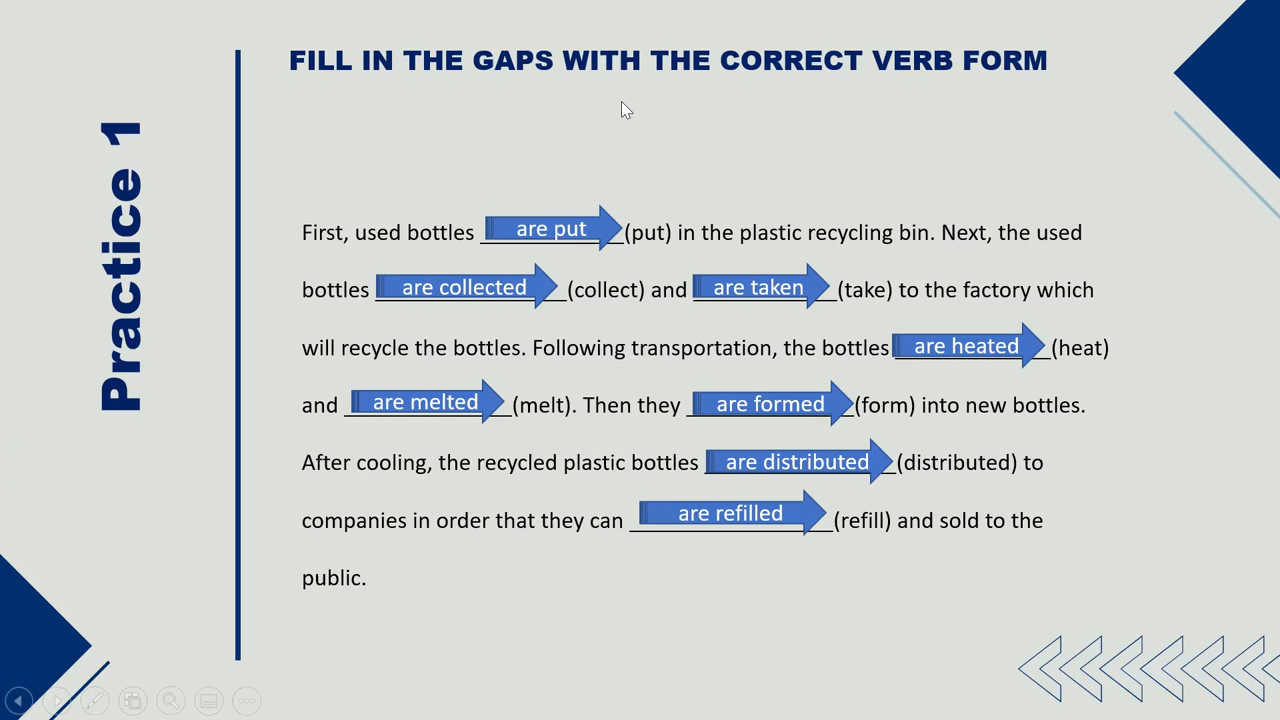 Practice 1
FILL IN THE GAPS WITH THE CORRECT VERB FORM
First, used bottles are put (put) in the plastic recycling bin. Next, the used
bottles are collected (collect) and are taken (take) to the factory which
will recycle the bottles. Following transportation, the bottles are heated (heat)
and are melted (melt). Then they are formed (form) into new bottles.
After cooling, the recycled plastic bottles are distributed (distributed) to
companies in order that they can are refilled (refill) and sold to the
public.